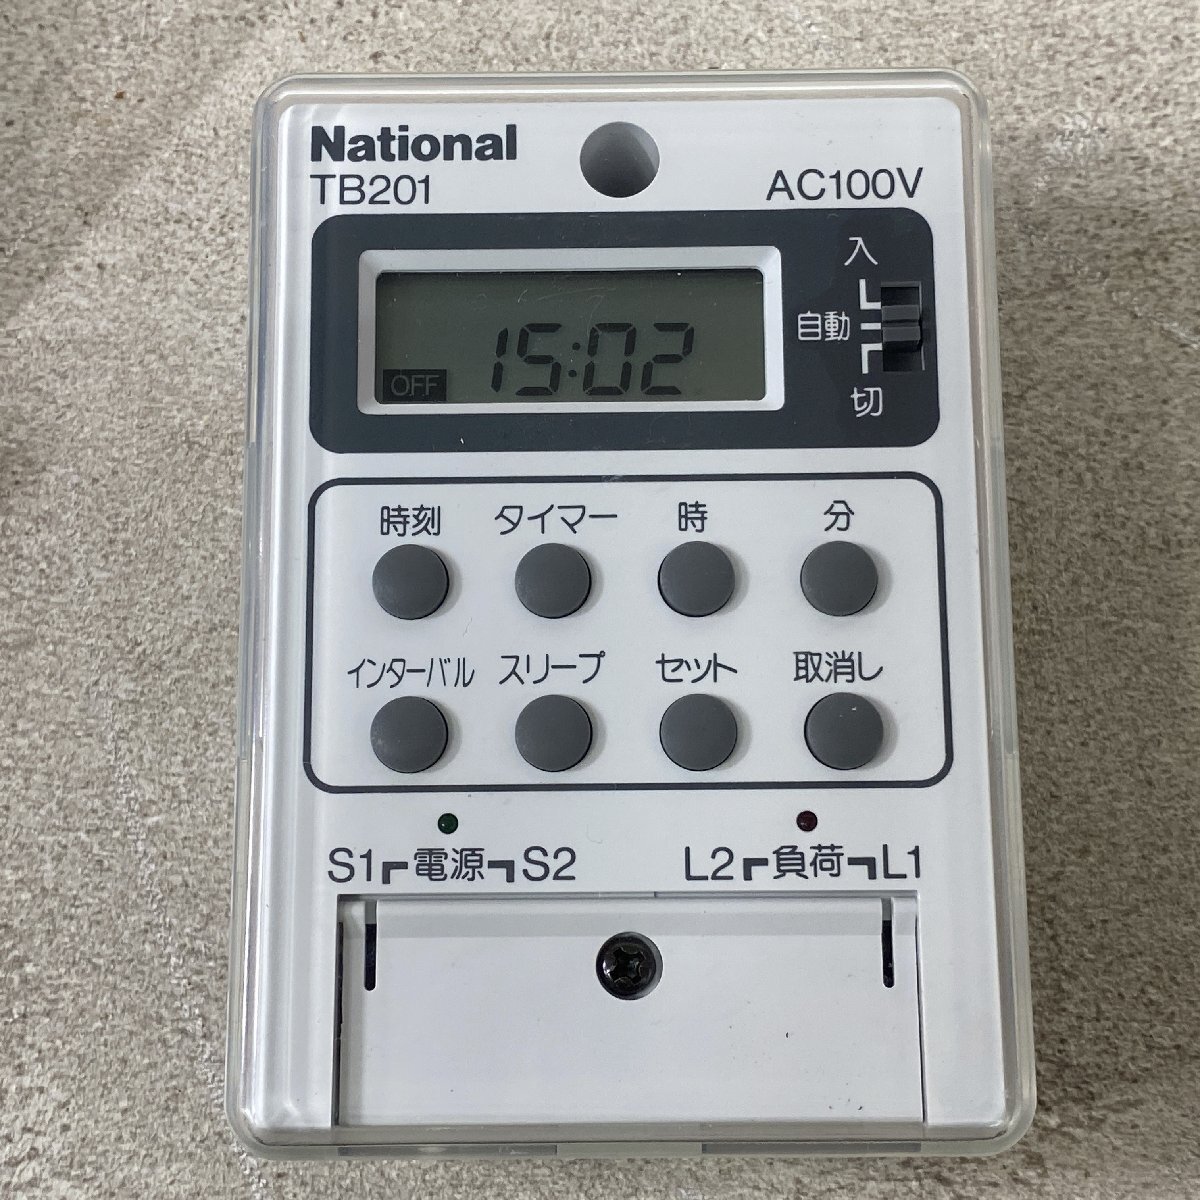 National
TB201
AC100V
入
自動
切
OFF
15:02
時刻 タイマー 時 分
インターバル スリープ セット 取消し
S1 電源 S2 L2 負荷 L1